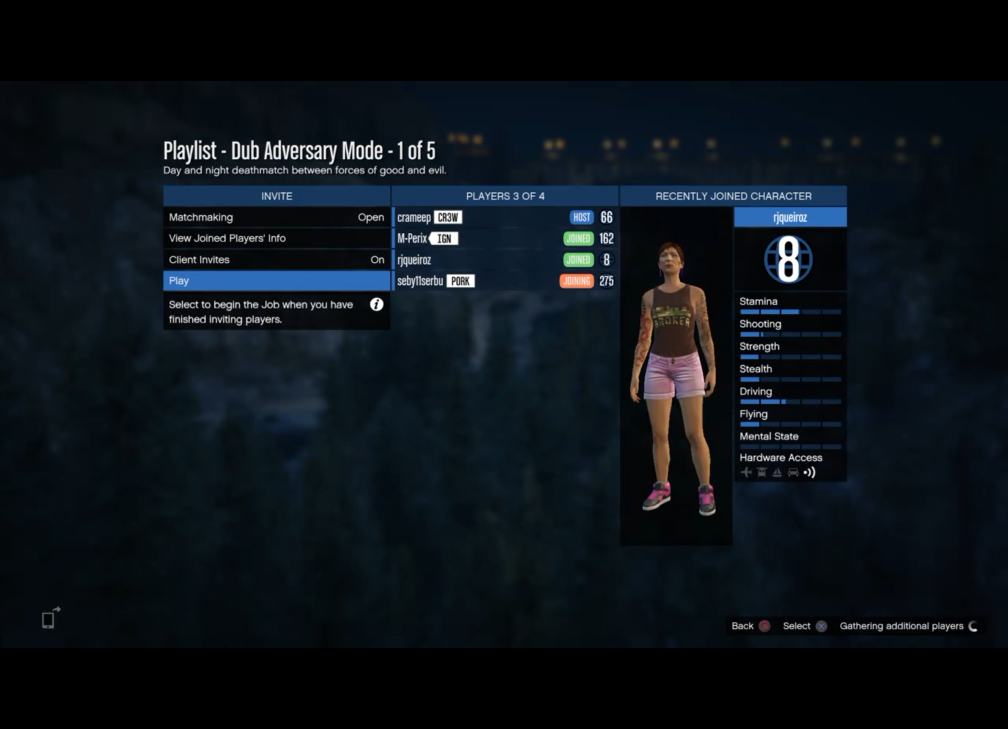 Playlist - Dub Adversary Mode - 1 of 5
Day and night deathmatch between forces of good and evil.
INVITE
Matchmaking Open
View Joined Players' Info
Client Invites On
Play
Select to begin the Job when you have
finished inviting players.
PLAYERS 3 OF 4
crameep CR3W HOST 66
M-Perix IGN JOINED 162
rjqueiroz JOINED 8
seby11serbu PORK JOINING 275
RECENTLY JOINED CHARACTER
BROKER
rjqueiroz
8
Stamina
Shooting
Strength
Stealth
Driving
Flying
Mental State
Hardware Access
Back Select Gathering additional players